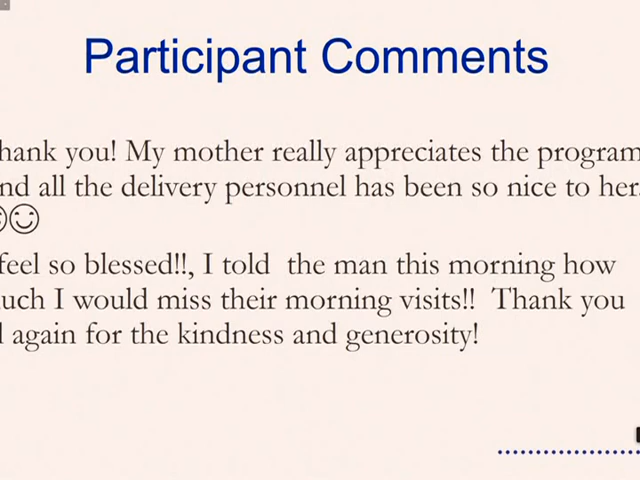 Participant Comments
hank you! My mother really appreciates the program
nd all the delivery personnel has been so nice to her.
☺☺
feel so blessed!!, I told the man this morning how
uch I would miss their morning visits!! Thank you
l again for the kindness and generosity!